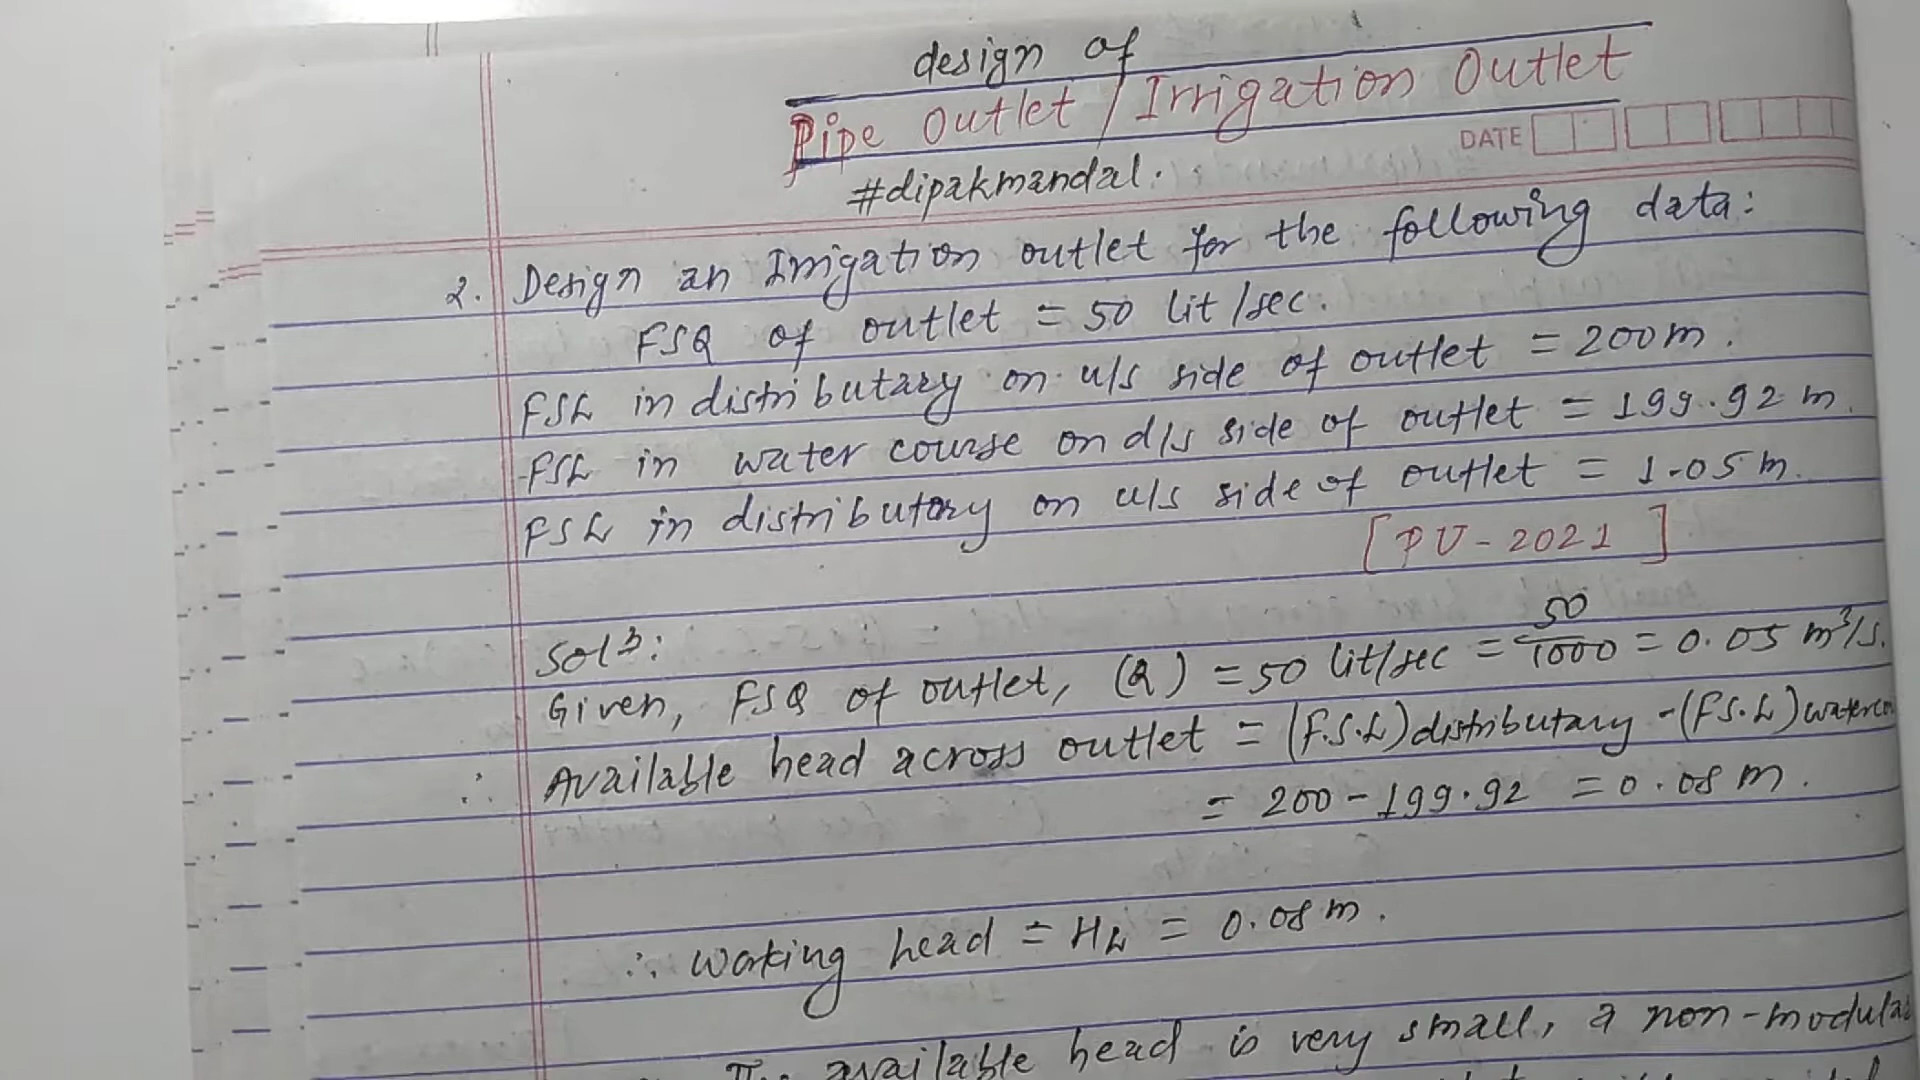 design of
Pipe Outlet / Irrigation Outlet
DATE
#dipakmandal.
2. Design an Irrigation outlet for the following data:
FSQ of outlet = 50 lit/sec.
FSL in distributary on u/s side of outlet = 200m.
FSL in water course on d/s side of outlet = 199.92 m.
FSL in distributory on u/s side of outlet = 1.05 m.
[PU-2021]
Solⁿ:
Given, FSQ of outlet, (Q) = 50 lit/sec = 50/1000 = 0.05 m³/s.
∴ Available head across outlet = (F.S.L) distributary - (F.S.L)
= 200 - 199.92 = 0.08 m.
∴ working head = HL = 0.08 m.
available head is very small, a non-modular